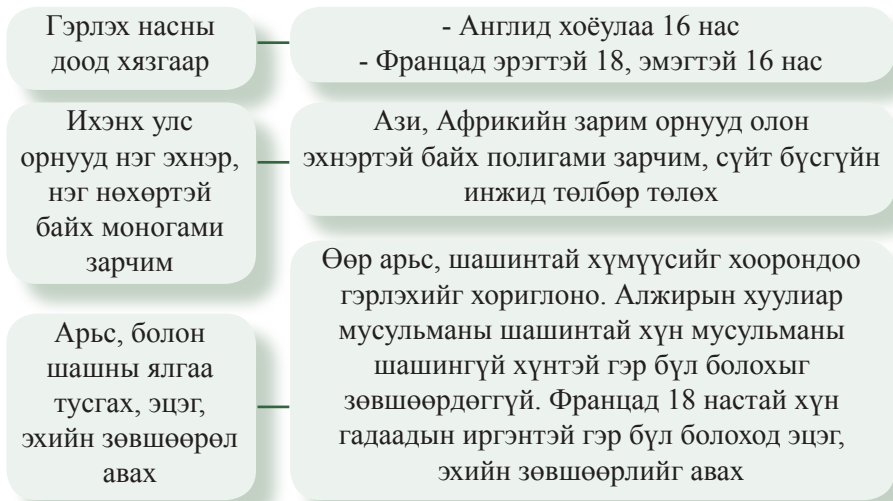 Гэрлэх насны
доод хязгаар
- Англид хоёулаа 16 нас
- Францад эрэгтэй 18, эмэгтэй 16 нас
Ихэнх улс
орнууд нэг эхнэр,
нэг нөхөртэй
байх моногами
зарчим
Ази, Африкийн зарим орнууд олон
эхнэртэй байх полигами зарчим, сүйт бүсгүйн
инжид төлбөр төлөх
Арьс, болон
шашны ялгаа
тусгах, эцэг,
эхийн зөвшөөрөл
авах
Өөр арьс, шашинтай хүмүүсийг хоорондоо
гэрлэхийг хориглоно. Алжирын хуулиар
мусульманы шашинтай хүн мусульманы
шашингүй хүнтэй гэр бүл болохыг
зөвшөөрдөггүй. Францад 18 настай хүн
гадаадын иргэнтэй гэр бүл болоход эцэг,
эхийн зөвшөөрлийг авах